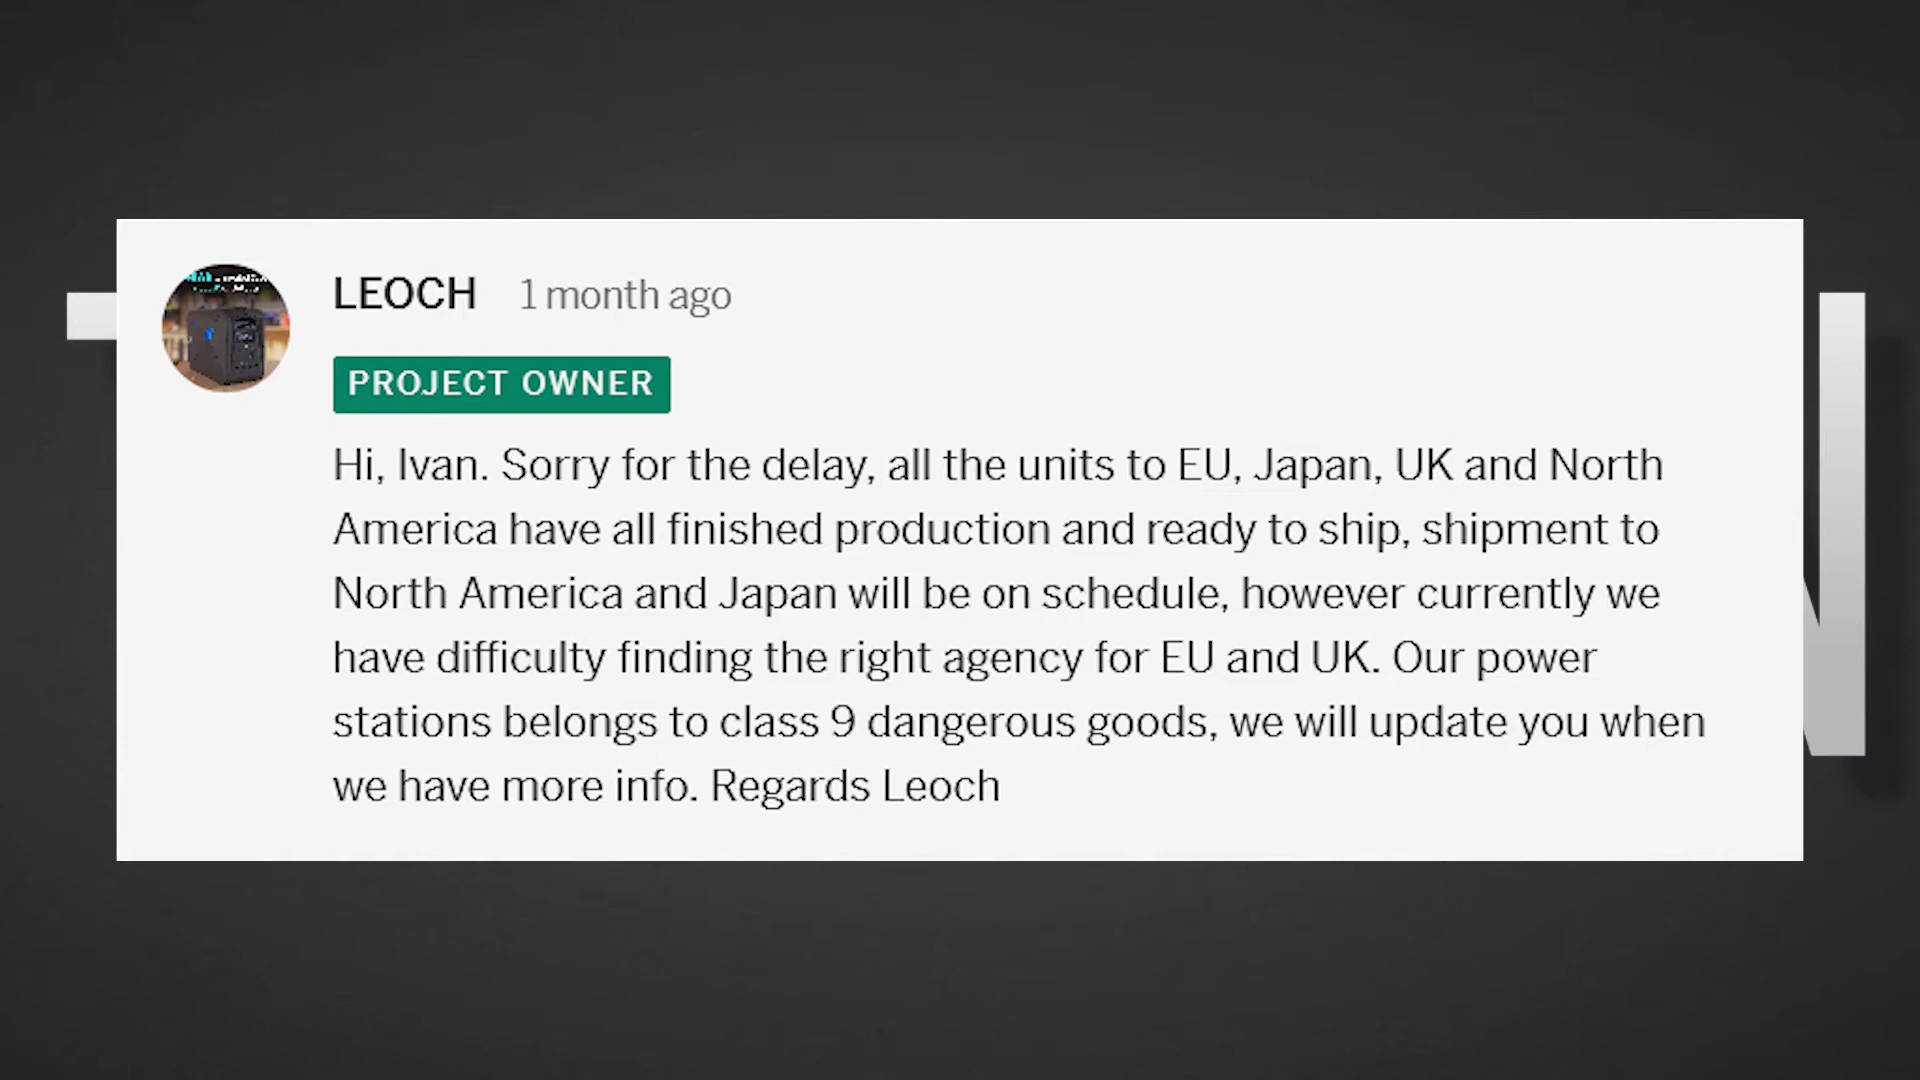 LEOCH 1 month ago
PROJECT OWNER
Hi, Ivan. Sorry for the delay, all the units to EU, Japan, UK and North
America have all finished production and ready to ship, shipment to
North America and Japan will be on schedule, however currently we
have difficulty finding the right agency for EU and UK. Our power
stations belongs to class 9 dangerous goods, we will update you when
we have more info. Regards Leoch